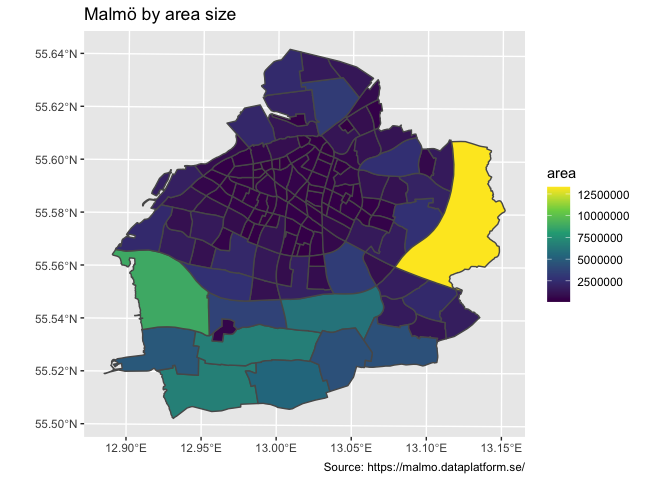 Malmö by area size
55.64°N
55.62°N
55.60°N
55.58°N
55.56°N
55.54°N
55.52°N
55.50°N
12.90°E 12.95°E 13.00°E 13.05°E 13.10°E 13.15°E
area
12500000
10000000
7500000
5000000
2500000
Source: https://malmo.dataplatform.se/